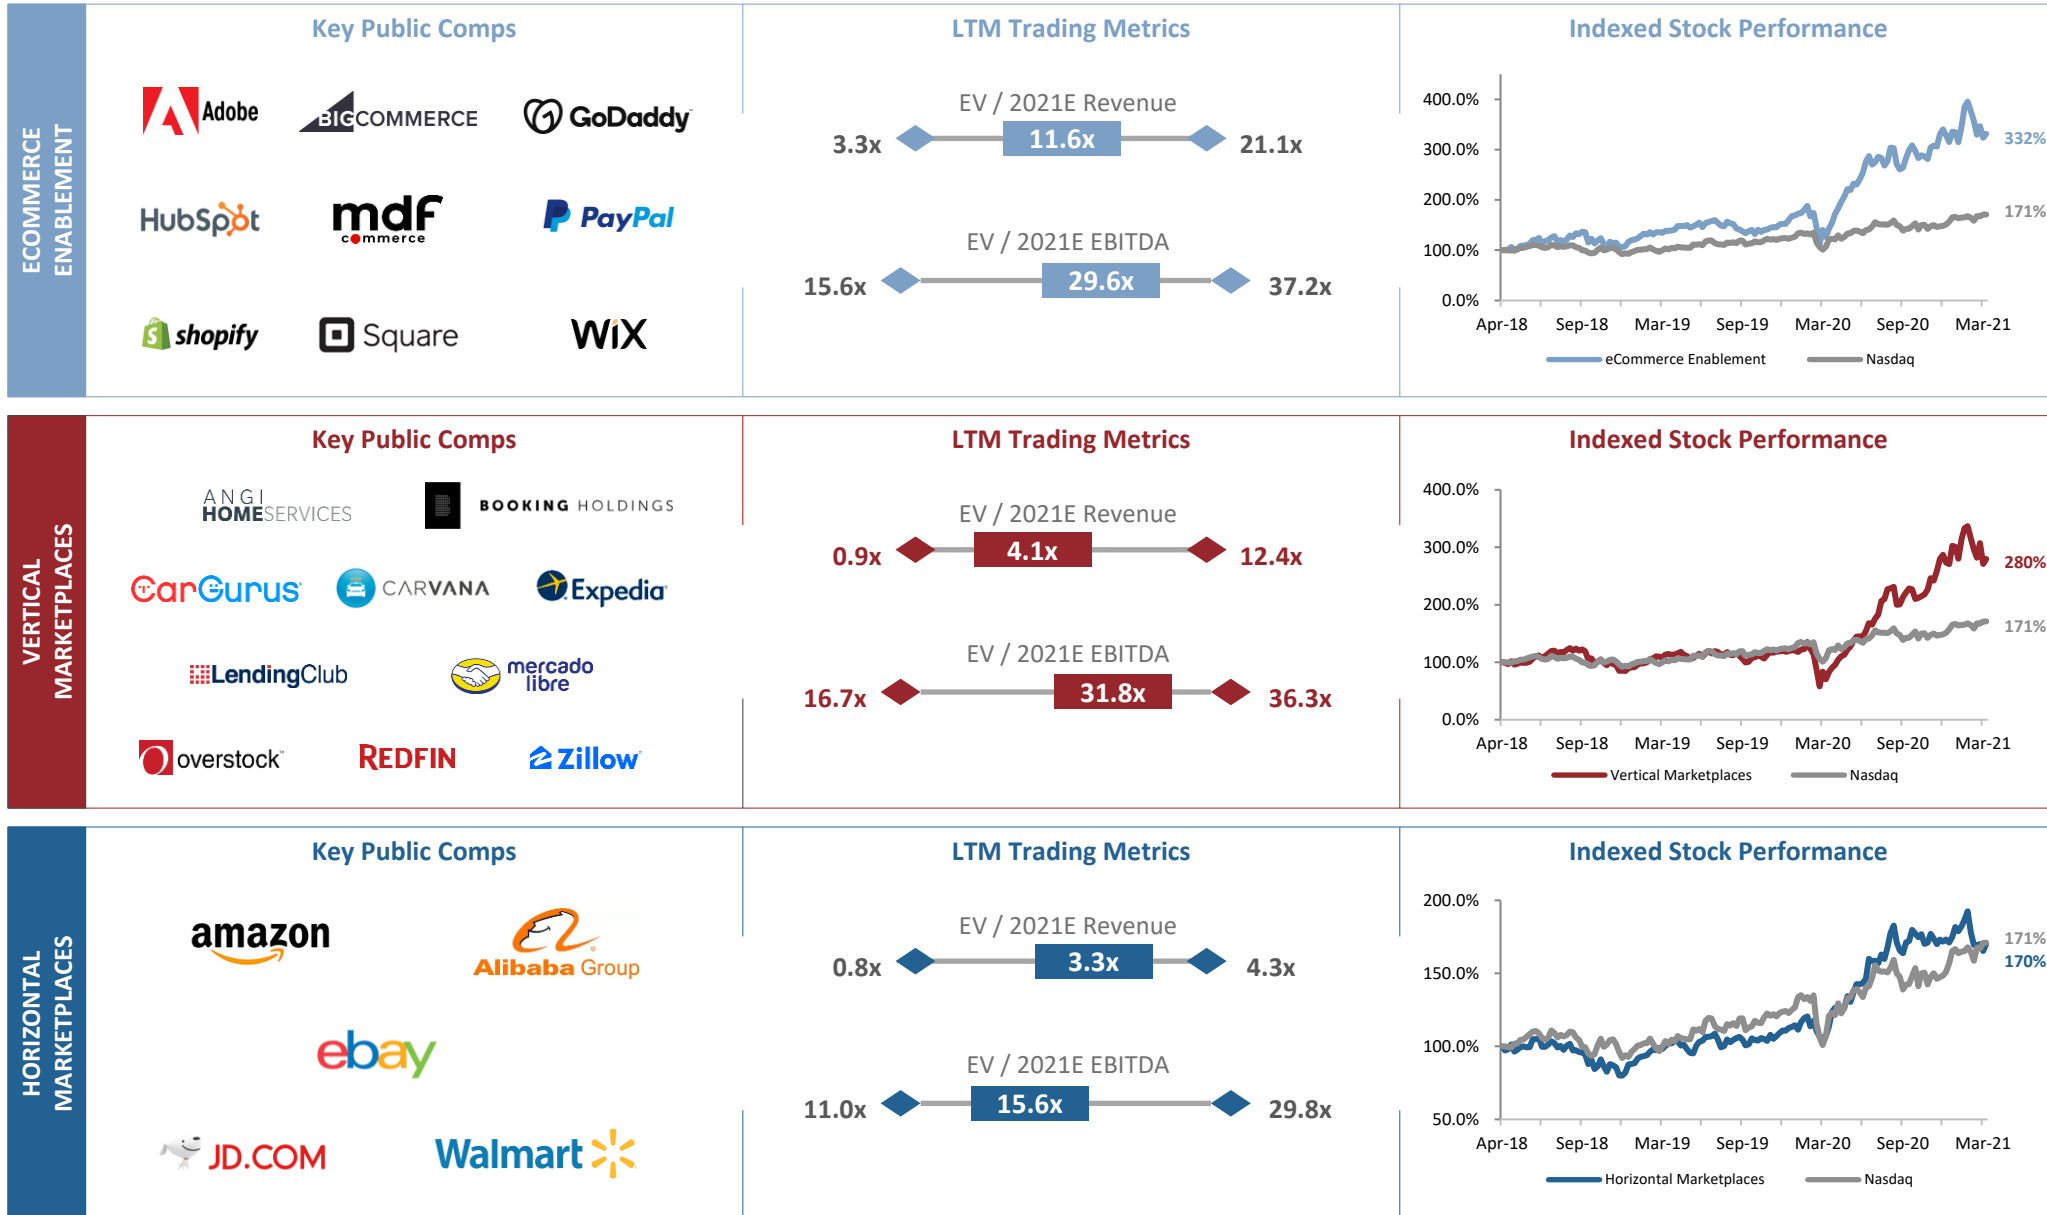 ECOMMERCE
ENABLEMENT
Key Public Comps
Adobe
BIGCOMMERCE
GoDaddy
HubSpot
mdf
commerce
PayPal
shopify
Square
WiX
LTM Trading Metrics
EV / 2021E Revenue
3.3x
11.6x
21.1x
EV / 2021E EBITDA
15.6x
29.6x
37.2x
Indexed Stock Performance
400.0%
300.0%
200.0%
100.0%
0.0%
332%
171%
Apr-18 Sep-18 Mar-19 Sep-19 Mar-20 Sep-20 Mar-21
eCommerce Enablement Nasdaq
VERTICAL
MARKETPLACES
Key Public Comps
ANGI
HOMESERVICES
BOOKING HOLDINGS
CarGurus
CARVANA
Expedia
LendingClub
mercado
libre
overstock™
REDFIN
Zillow
LTM Trading Metrics
EV / 2021E Revenue
0.9x
4.1x
12.4x
EV / 2021E EBITDA
16.7x
31.8x
36.3x
Indexed Stock Performance
400.0%
300.0%
200.0%
100.0%
0.0%
280%
171%
Apr-18 Sep-18 Mar-19 Sep-19 Mar-20 Sep-20 Mar-21
Vertical Marketplaces Nasdaq
HORIZONTAL
MARKETPLACES
Key Public Comps
amazon
Alibaba Group
ebay
JD.COM
Walmart
LTM Trading Metrics
EV / 2021E Revenue
0.8x
3.3x
4.3x
EV / 2021E EBITDA
11.0x
15.6x
29.8x
Indexed Stock Performance
200.0%
150.0%
100.0%
50.0%
171%
170%
Apr-18 Sep-18 Mar-19 Sep-19 Mar-20 Sep-20 Mar-21
Horizontal Marketplaces Nasdaq